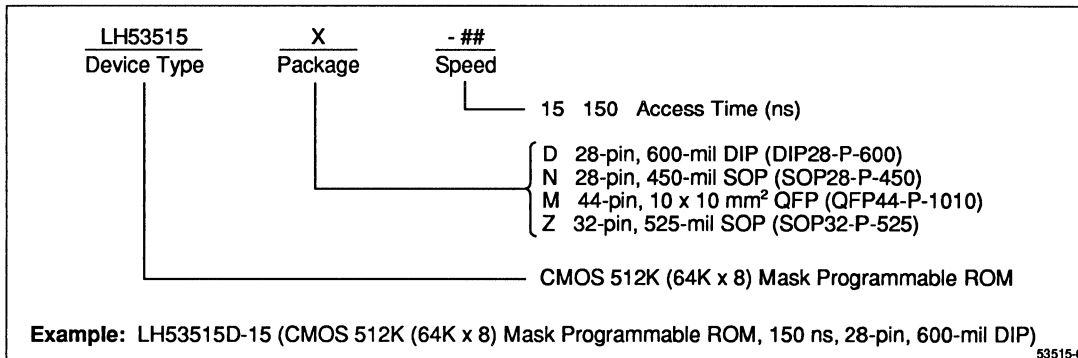 LH53515 X - ##
Device Type Package Speed
15 150 Access Time (ns)
D 28-pin, 600-mil DIP (DIP28-P-600)
N 28-pin, 450-mil SOP (SOP28-P-450)
M 44-pin, 10 x 10 mm² QFP (QFP44-P-1010)
Z 32-pin, 525-mil SOP (SOP32-P-525)
CMOS 512K (64K x 8) Mask Programmable ROM
Example: LH53515D-15 (CMOS 512K (64K x 8) Mask Programmable ROM, 150 ns, 28-pin, 600-mil DIP)